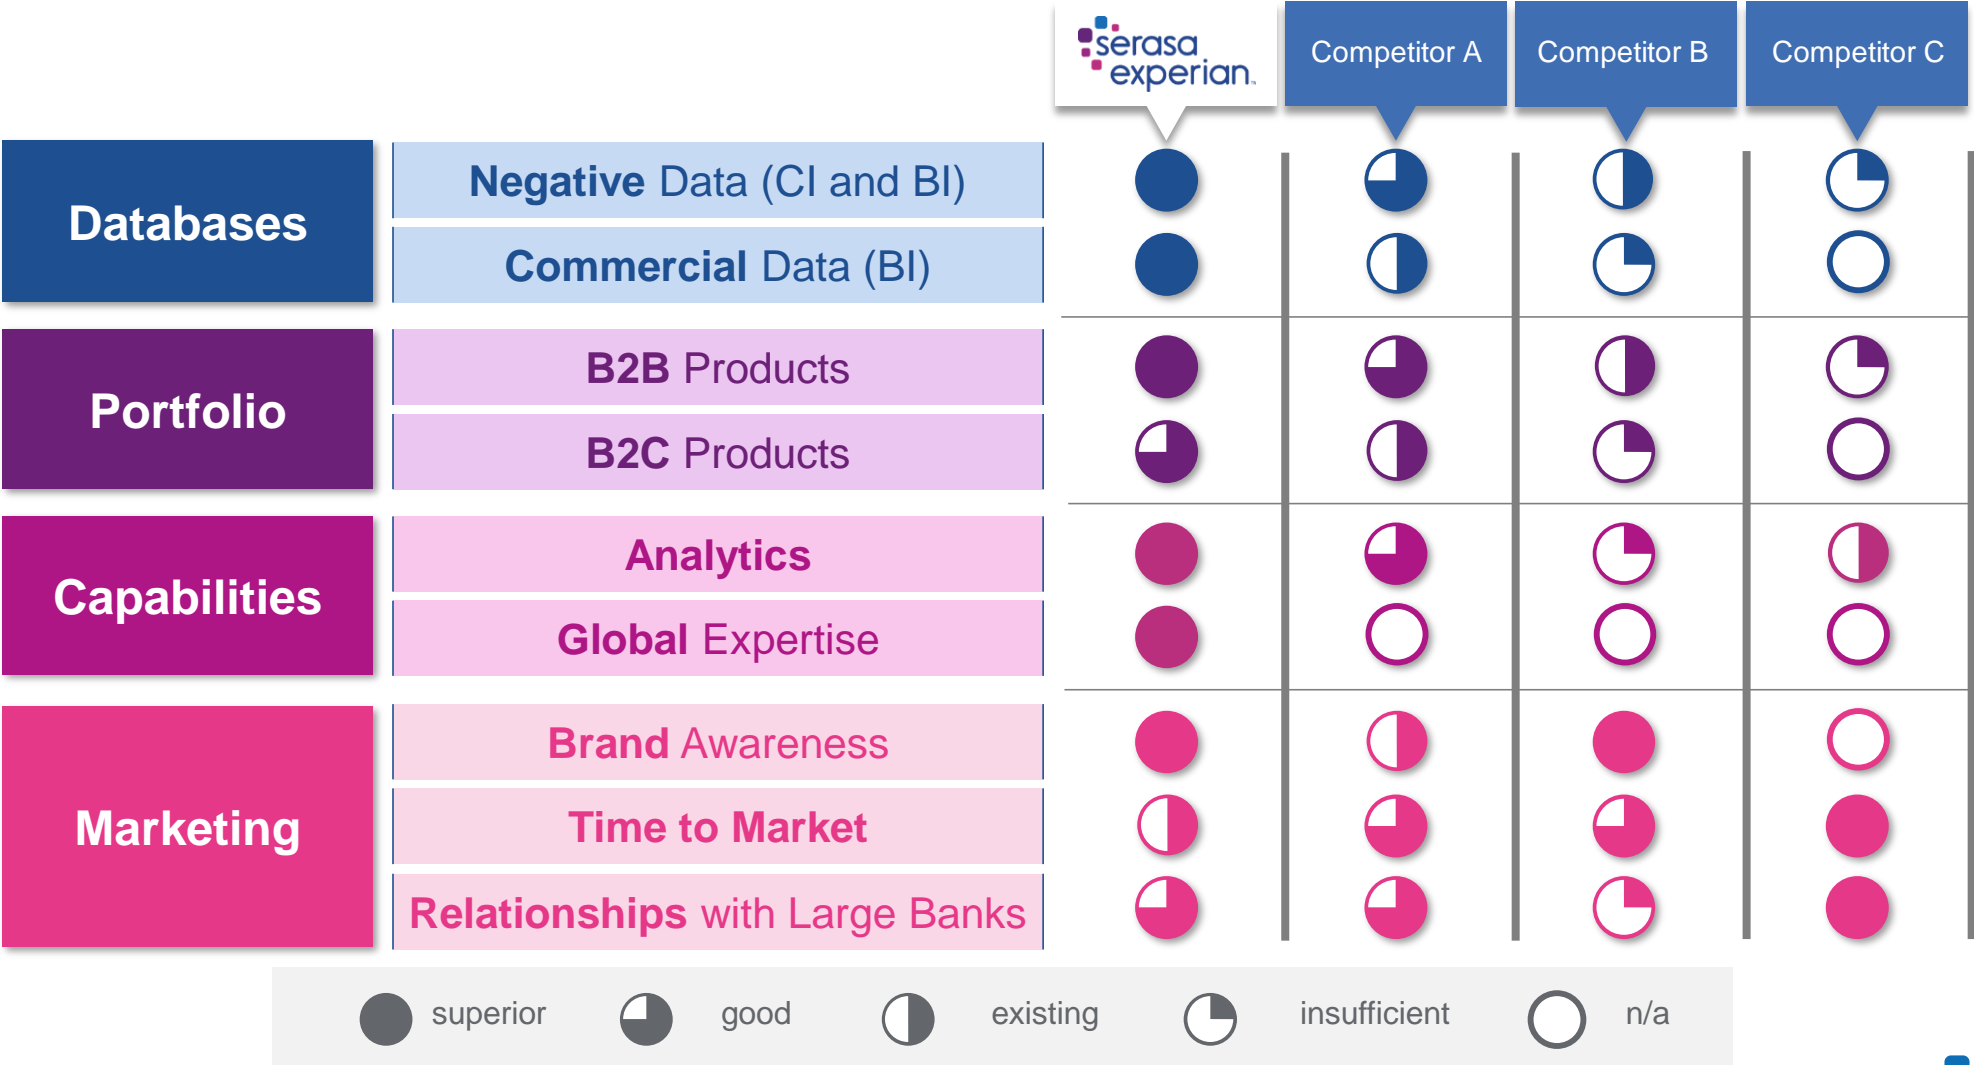 serasa
experian™
Competitor A
Competitor B
Competitor C
Databases
Negative Data (CI and BI)
Commercial Data (BI)
Portfolio
B2B Products
B2C Products
Capabilities
Analytics
Global Expertise
Marketing
Brand Awareness
Time to Market
Relationships with Large Banks
superior
good
existing
insufficient
n/a